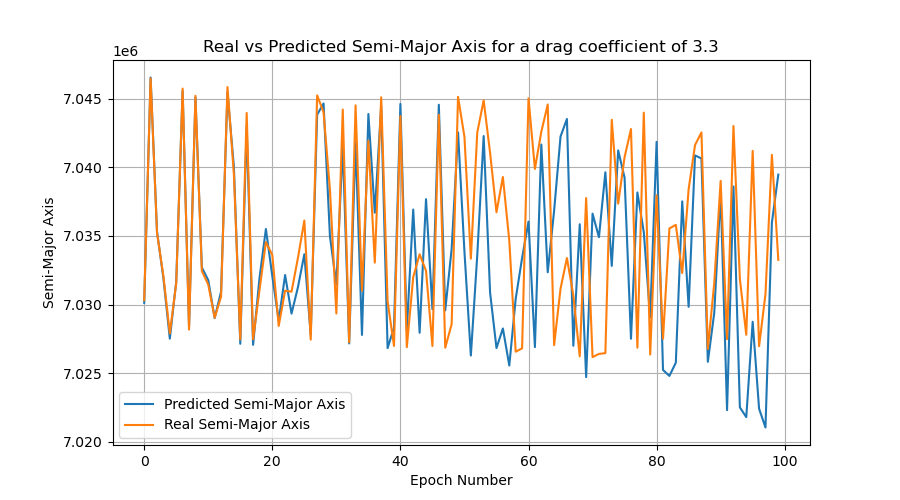 Real vs Predicted Semi-Major Axis for a drag coefficient of 3.3
1e6
7.045
7.040
7.035
7.030
7.025
7.020
Semi-Major Axis
Predicted Semi-Major Axis
Real Semi-Major Axis
0 20 40 60 80 100
Epoch Number